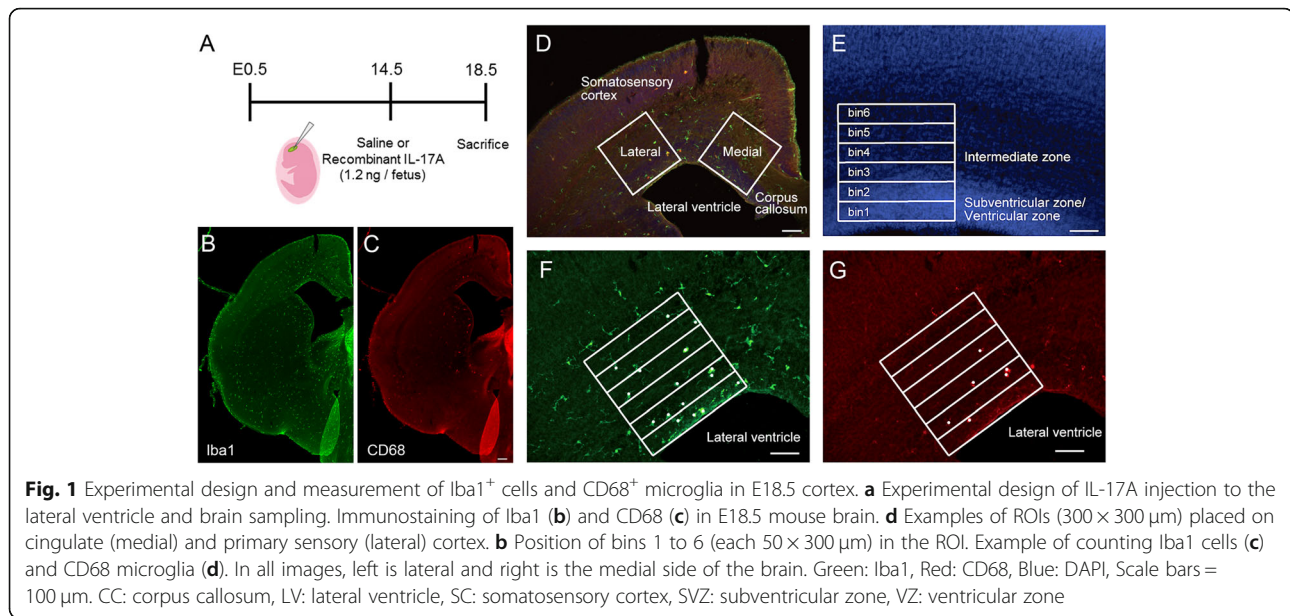 A
E0.5
14.5
18.5
Saline or
Recombinant IL-17A
(1.2 ng / fetus)
Sacrifice
B
Iba1
C
CD68
D
Somatosensory
cortex
Lateral
Medial
Lateral ventricle
Corpus
callosum
E
bin6
bin5
bin4
bin3
bin2
bin1
Intermediate zone
Subventricular zone/
Ventricular zone
F
Lateral ventricle
G
Lateral ventricle
Fig. 1 Experimental design and measurement of Iba1+ cells and CD68+ microglia in E18.5 cortex. a Experimental design of IL-17A injection to the
lateral ventricle and brain sampling. Immunostaining of Iba1 (b) and CD68 (c) in E18.5 mouse brain. d Examples of ROIs (300 × 300 μm) placed on
cingulate (medial) and primary sensory (lateral) cortex. b Position of bins 1 to 6 (each 50 × 300 μm) in the ROI. Example of counting Iba1 cells (c)
and CD68 microglia (d). In all images, left is lateral and right is the medial side of the brain. Green: Iba1, Red: CD68, Blue: DAPI, Scale bars =
100 μm. CC: corpus callosum, LV: lateral ventricle, SC: somatosensory cortex, SVZ: subventricular zone, VZ: ventricular zone